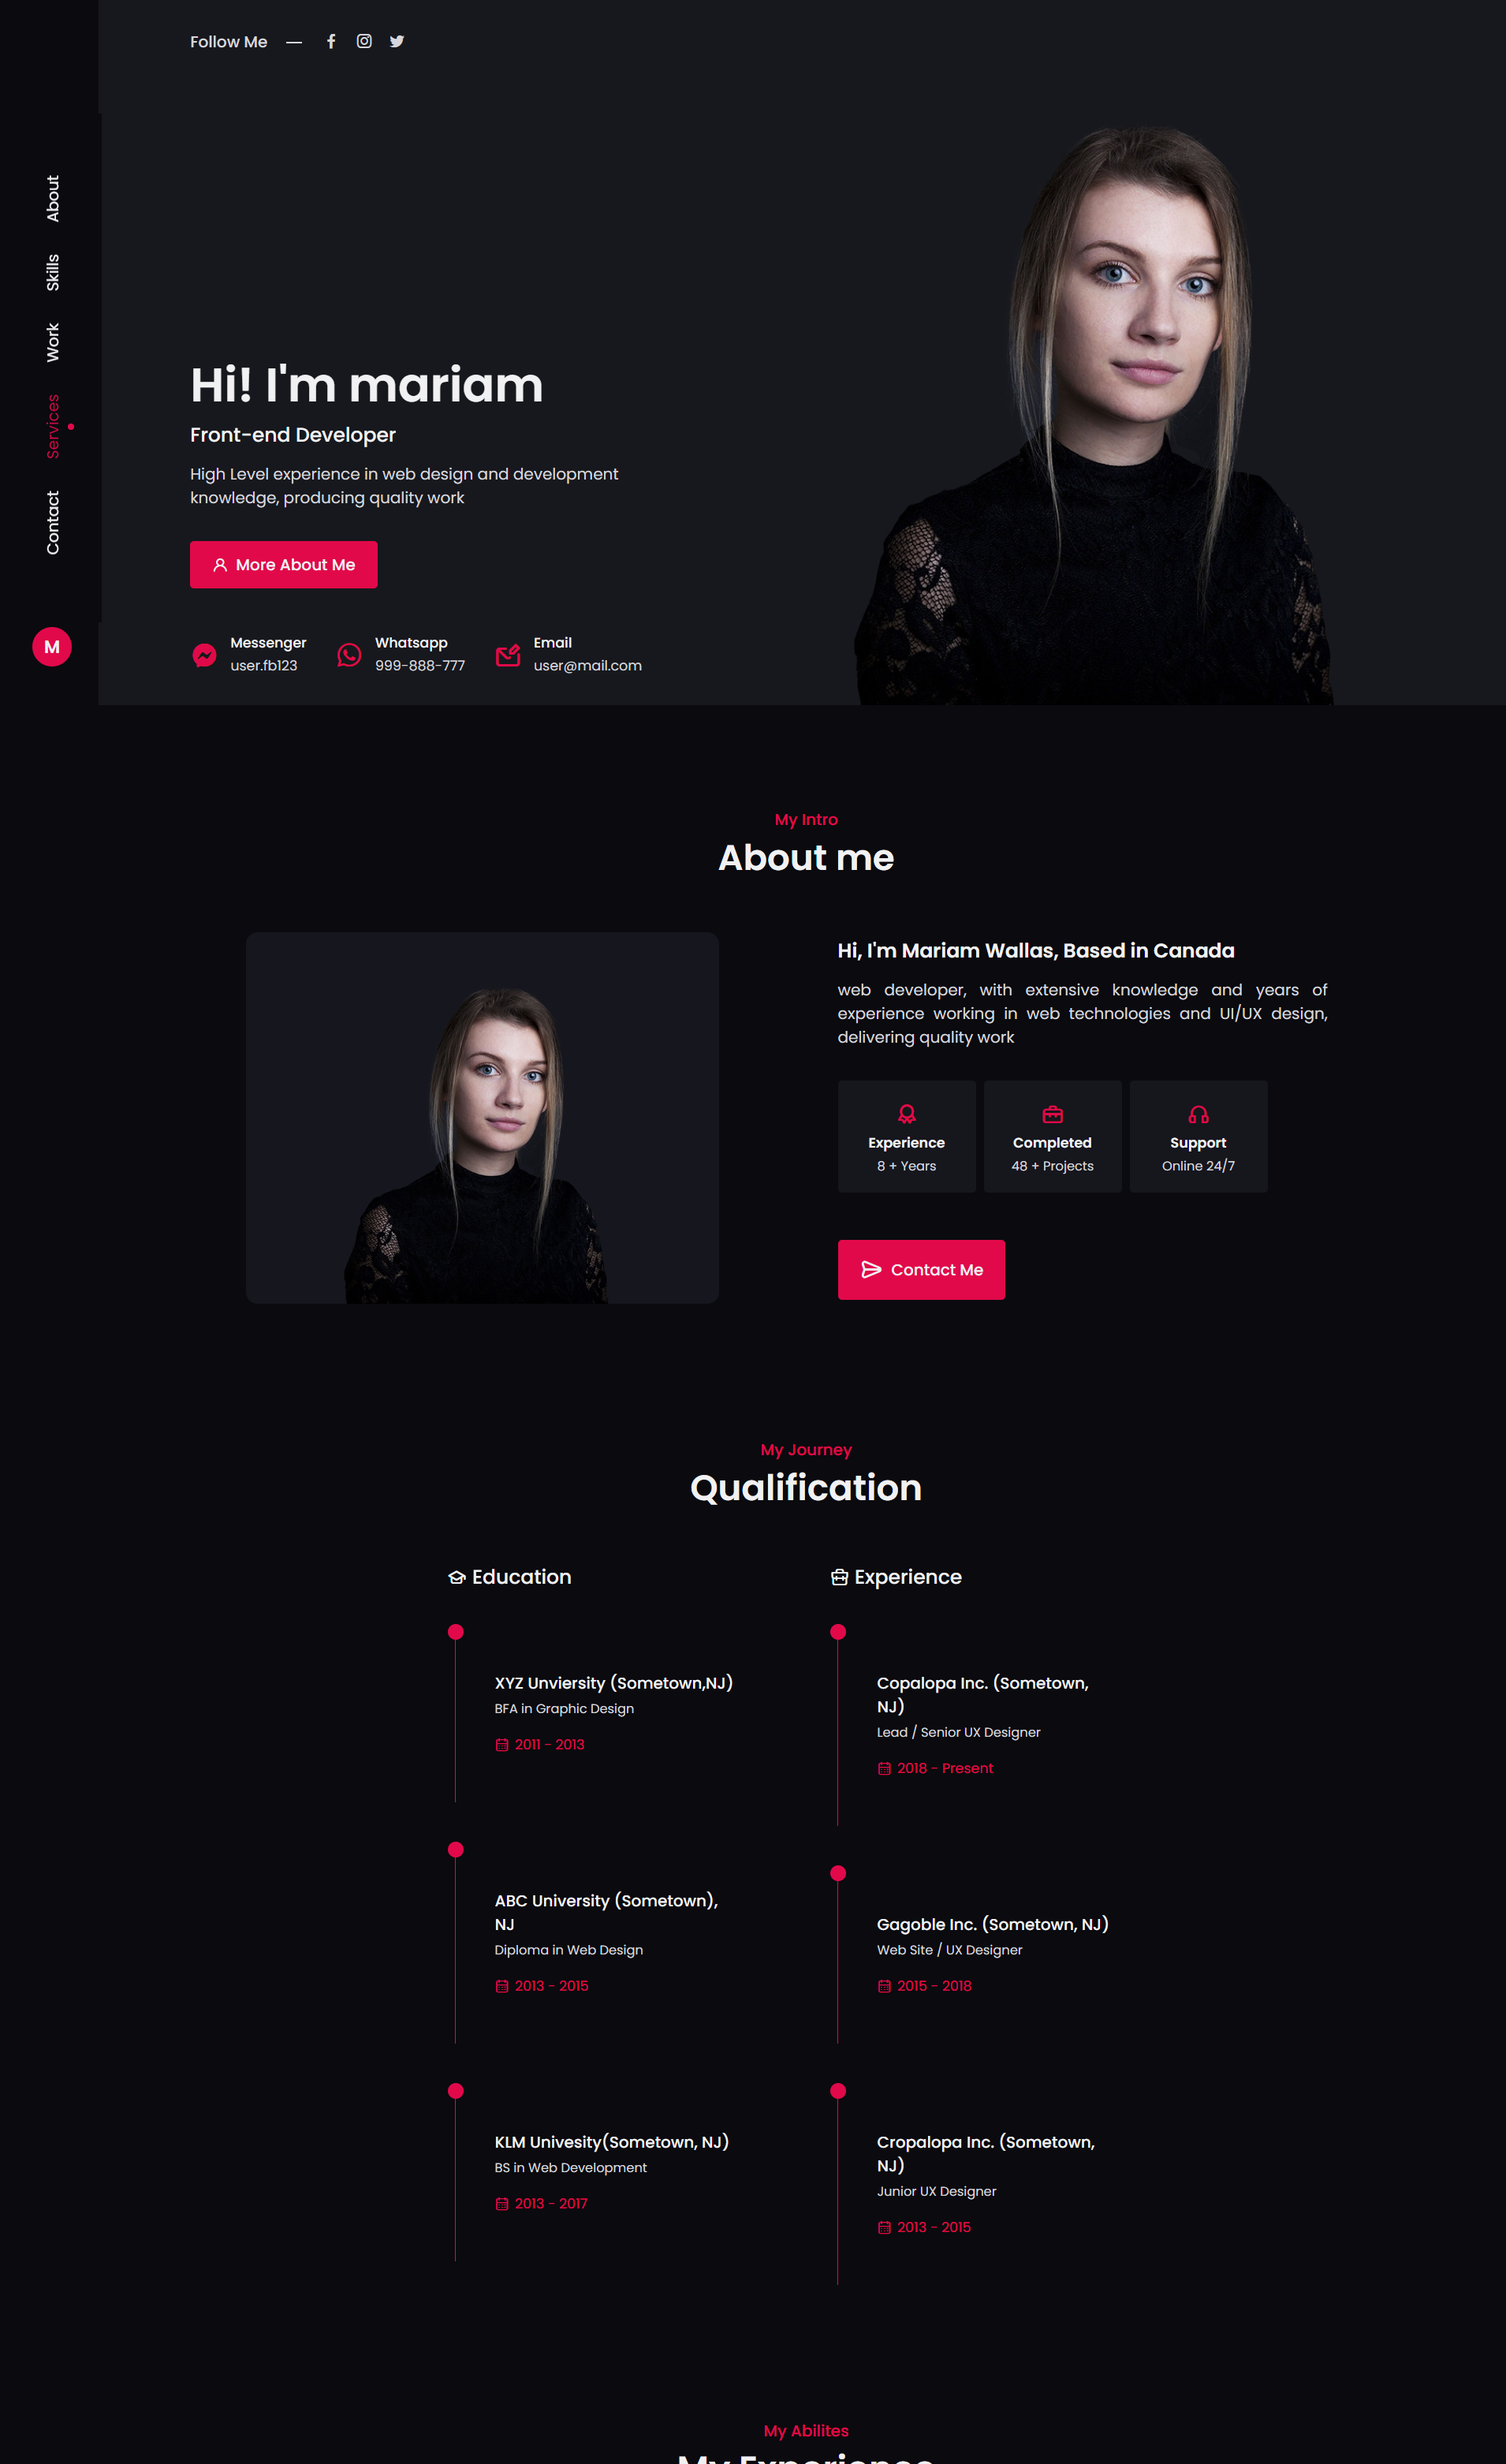 Follow Me —
About
Skills
Work
Services
Contact
M
Hi! I'm mariam
Front-end Developer
High Level experience in web design and development
knowledge, producing quality work
More About Me
Messenger
user.fb123
Whatsapp
999-888-777
Email
user@mail.com
My Intro
About me
Hi, I'm Mariam Wallas, Based in Canada
web developer, with extensive knowledge and years of
experience working in web technologies and UI/UX design,
delivering quality work
Experience
8 + Years
Completed
48 + Projects
Support
Online 24/7
Contact Me
My Journey
Qualification
Education
XYZ Unviersity (Sometown,NJ)
BFA in Graphic Design
2011 - 2013
ABC University (Sometown),
NJ
Diploma in Web Design
2013 - 2015
KLM Univesity(Sometown, NJ)
BS in Web Development
2013 - 2017
Experience
Copalopa Inc. (Sometown,
NJ)
Lead / Senior UX Designer
2018 - Present
Gagoble Inc. (Sometown, NJ)
Web Site / UX Designer
2015 - 2018
Cropalopa Inc. (Sometown,
NJ)
Junior UX Designer
2013 - 2015
My Abilites
My Experience